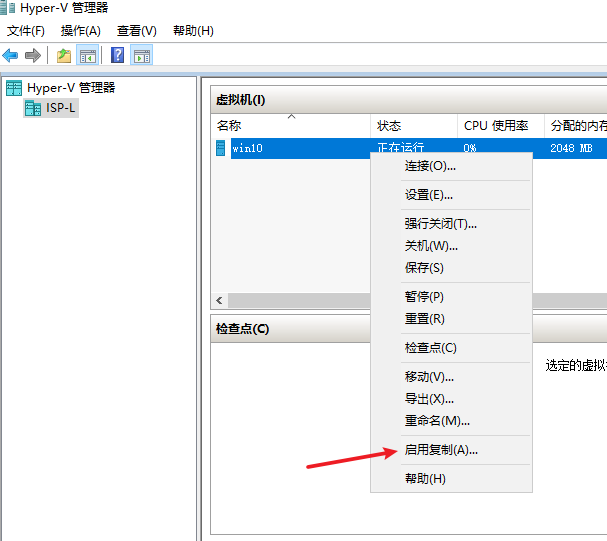 Hyper-V 管理器
文件(F) 操作(A) 查看(V) 帮助(H)
Hyper-V 管理器
ISP-L
虚拟机(I)
名称 状态 CPU 使用率 分配的内存
win10 正在运行 0% 2048 MB
连接(O)...
设置(E)...
强行关闭(T)...
关机(W)...
保存(S)
暂停(P)
重置(R)
检查点(C)
移动(V)...
导出(X)...
重命名(M)...
启用复制(A)...
帮助(H)
检查点(C)
选定的虚拟